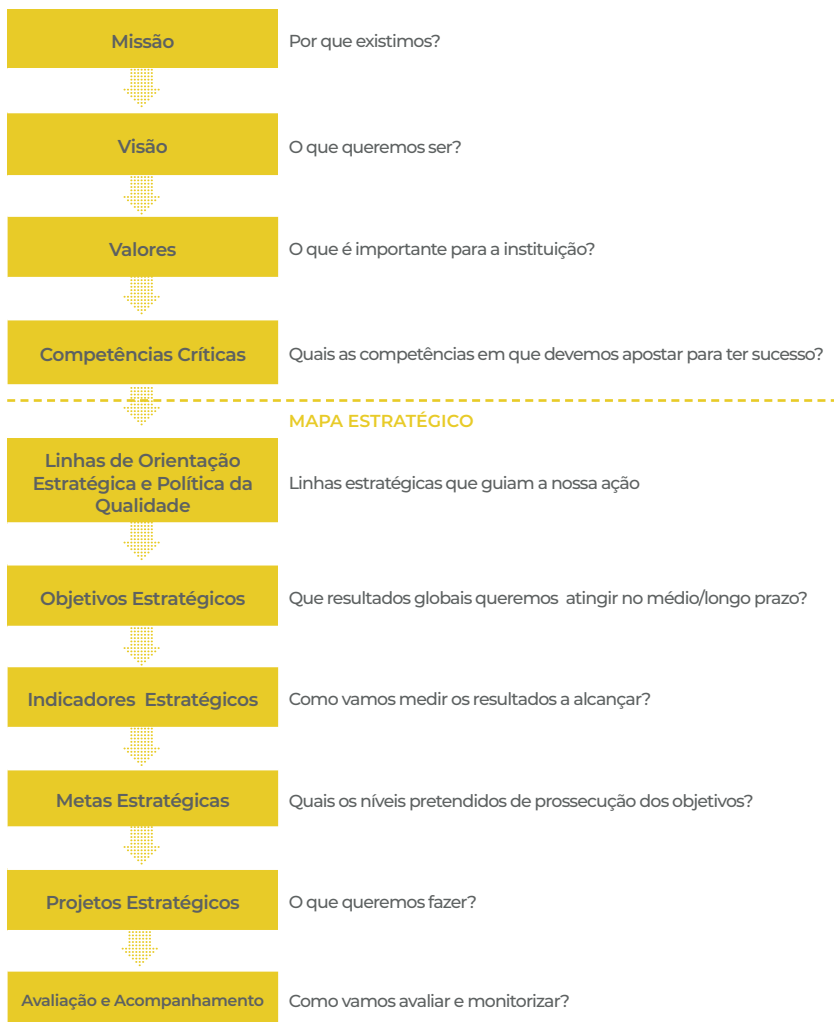 Missão
Por que existimos?
Visão
O que queremos ser?
Valores
O que é importante para a instituição?
Competências Críticas
Quais as competências em que devemos apostar para ter sucesso?
MAPA ESTRATÉGICO
Linhas de Orientação
Estratégica e Política da
Qualidade
Linhas estratégicas que guiam a nossa ação
Objetivos Estratégicos
Que resultados globais queremos atingir no médio/longo prazo?
Indicadores Estratégicos
Como vamos medir os resultados a alcançar?
Metas Estratégicas
Quais os níveis pretendidos de prossecução dos objetivos?
Projetos Estratégicos
O que queremos fazer?
Avaliação e Acompanhamento
Como vamos avaliar e monitorizar?